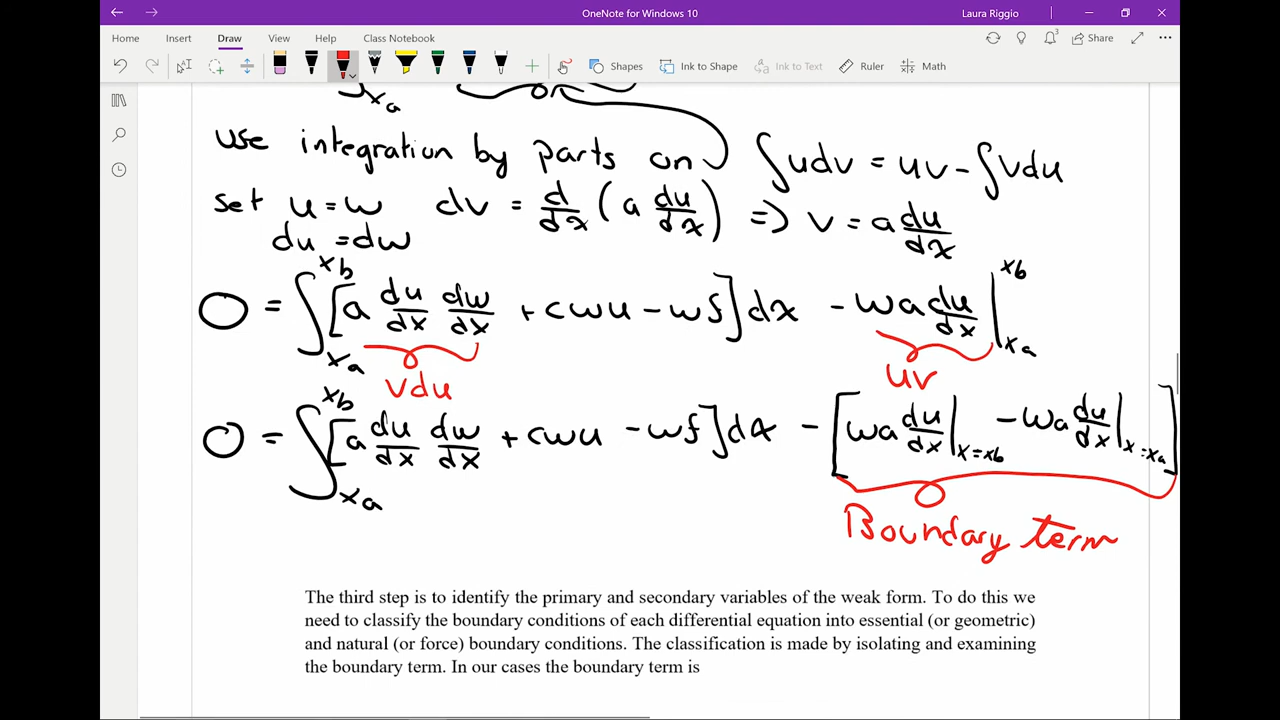 OneNote for Windows 10 Laura Riggio
Home Insert Draw View Help Class Notebook Share
Shapes Ink to Shape Ink to Text Ruler Math
xa
use integration by parts on ∫udv = uv - ∫vdu
set u = w dv = d/dx (a du/dx) => v = a du/dx
du = dw
0 = ∫_xa^xb [a du/dx dw/dx + cwu - wf] dx - wa du/dx |_xa^xb
vdu uv
0 = ∫_xa^xb [a du/dx dw/dx + cwu - wf] dx - [wa du/dx |_x=xb - wa du/dx |_x=xa]
Boundary term
The third step is to identify the primary and secondary variables of the weak form. To do this we
need to classify the boundary conditions of each differential equation into essential (or geometric)
and natural (or force) boundary conditions. The classification is made by isolating and examining
the boundary term. In our cases the boundary term is